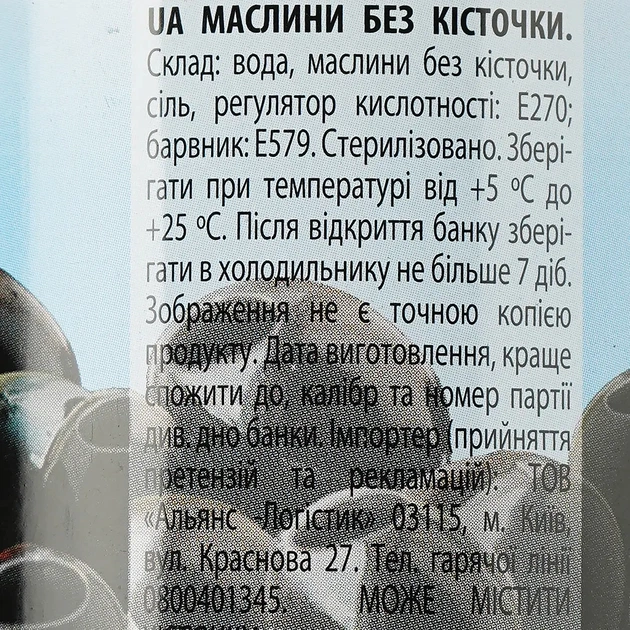 UA МАСЛИНИ БЕЗ КІСТОЧКИ.
Склад: вода, маслини без кісточки,
сіль, регулятор кислотності: Е270;
барвник: Е579. Стерилізовано. Збері-
гати при температурі від +5 ºС до
+25 ºС. Після відкриття банку збері-
гати в холодильнику не більше 7 діб.
Зображення не є точною копією
продукту. Дата виготовлення, краще
спожити до, калібр та номер партії
див. дно банки. Імпортер (прийняття
претензій та рекламацій): ТОВ
«Альянс -Логістик» 03115, м. Київ,
вул. Краснова 27. Тел. гарячої лінії
0800401345. МОЖЕ МІСТИТИ